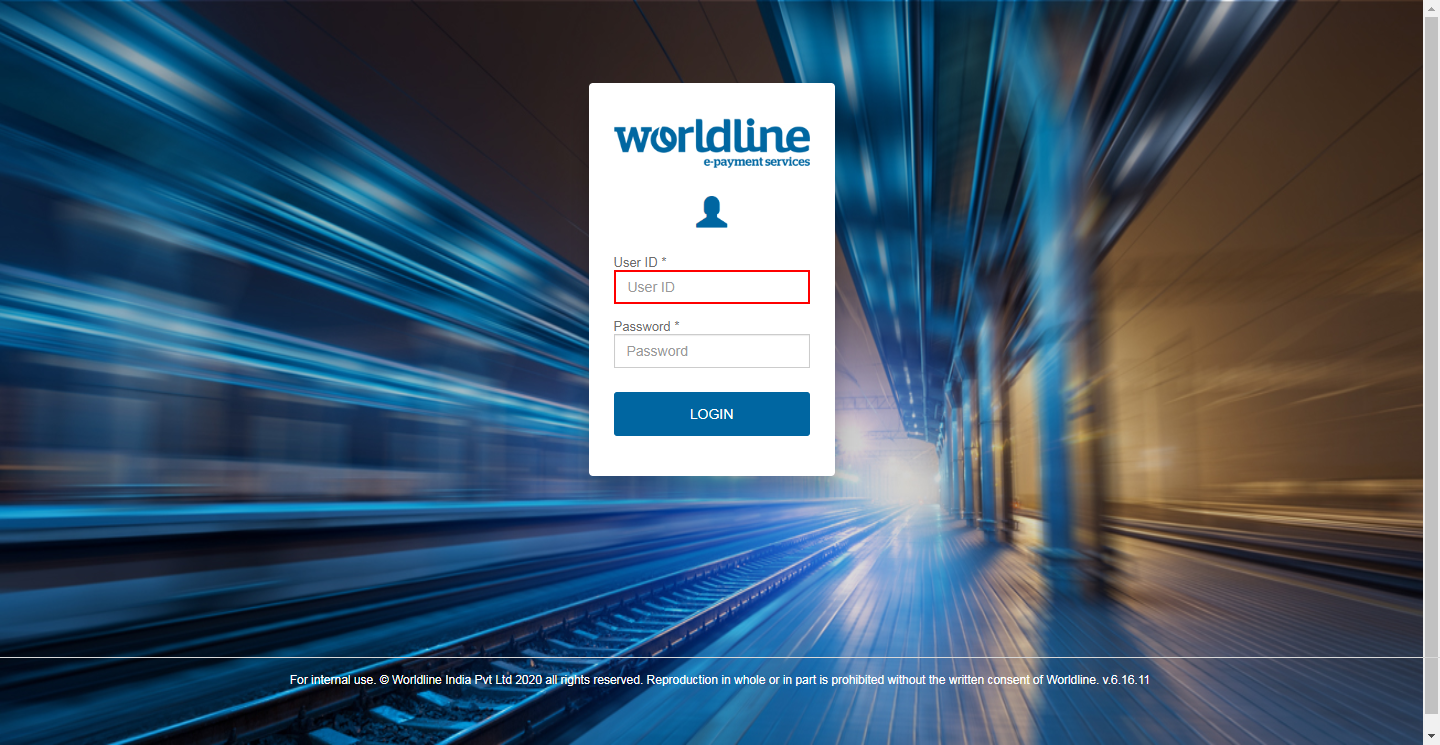 worldline
e-payment services
User ID *
User ID
Password *
Password
LOGIN
For internal use. © Worldline India Pvt Ltd 2020 all rights reserved. Reproduction in whole or in part is prohibited without the written consent of Worldline. v.6.16.11